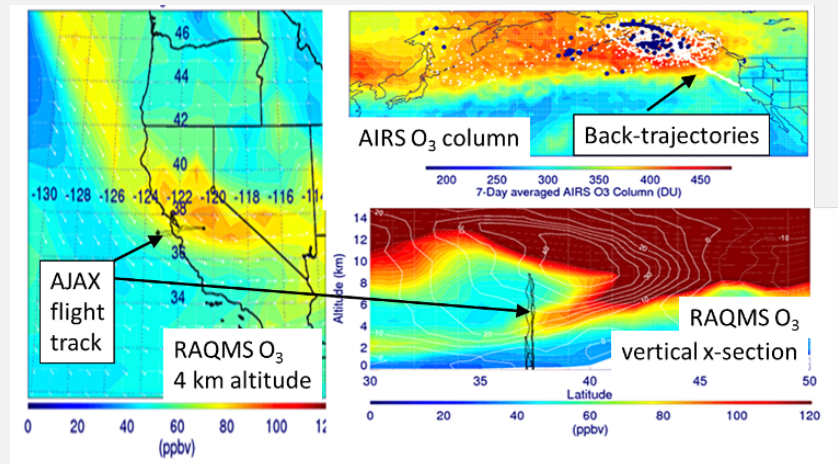 46
44
42
40
-130 -128 -126 -124 -122 -120 -118 -116 -114
38
36
34
AJAX
flight
track
RAQMS O₃
4 km altitude
0 20 40 60 80 100 12
(ppbv)
AIRS O₃ column
Back-trajectories
200 250 300 350 400 450
7-Day averaged AIRS O3 Column (DU)
Altitude (km)
14
12
10
8
6
4
2
0
RAQMS O₃
vertical x-section
30 35 40 45 50
Latitude
0 20 40 60 80 100 120
(ppbv)